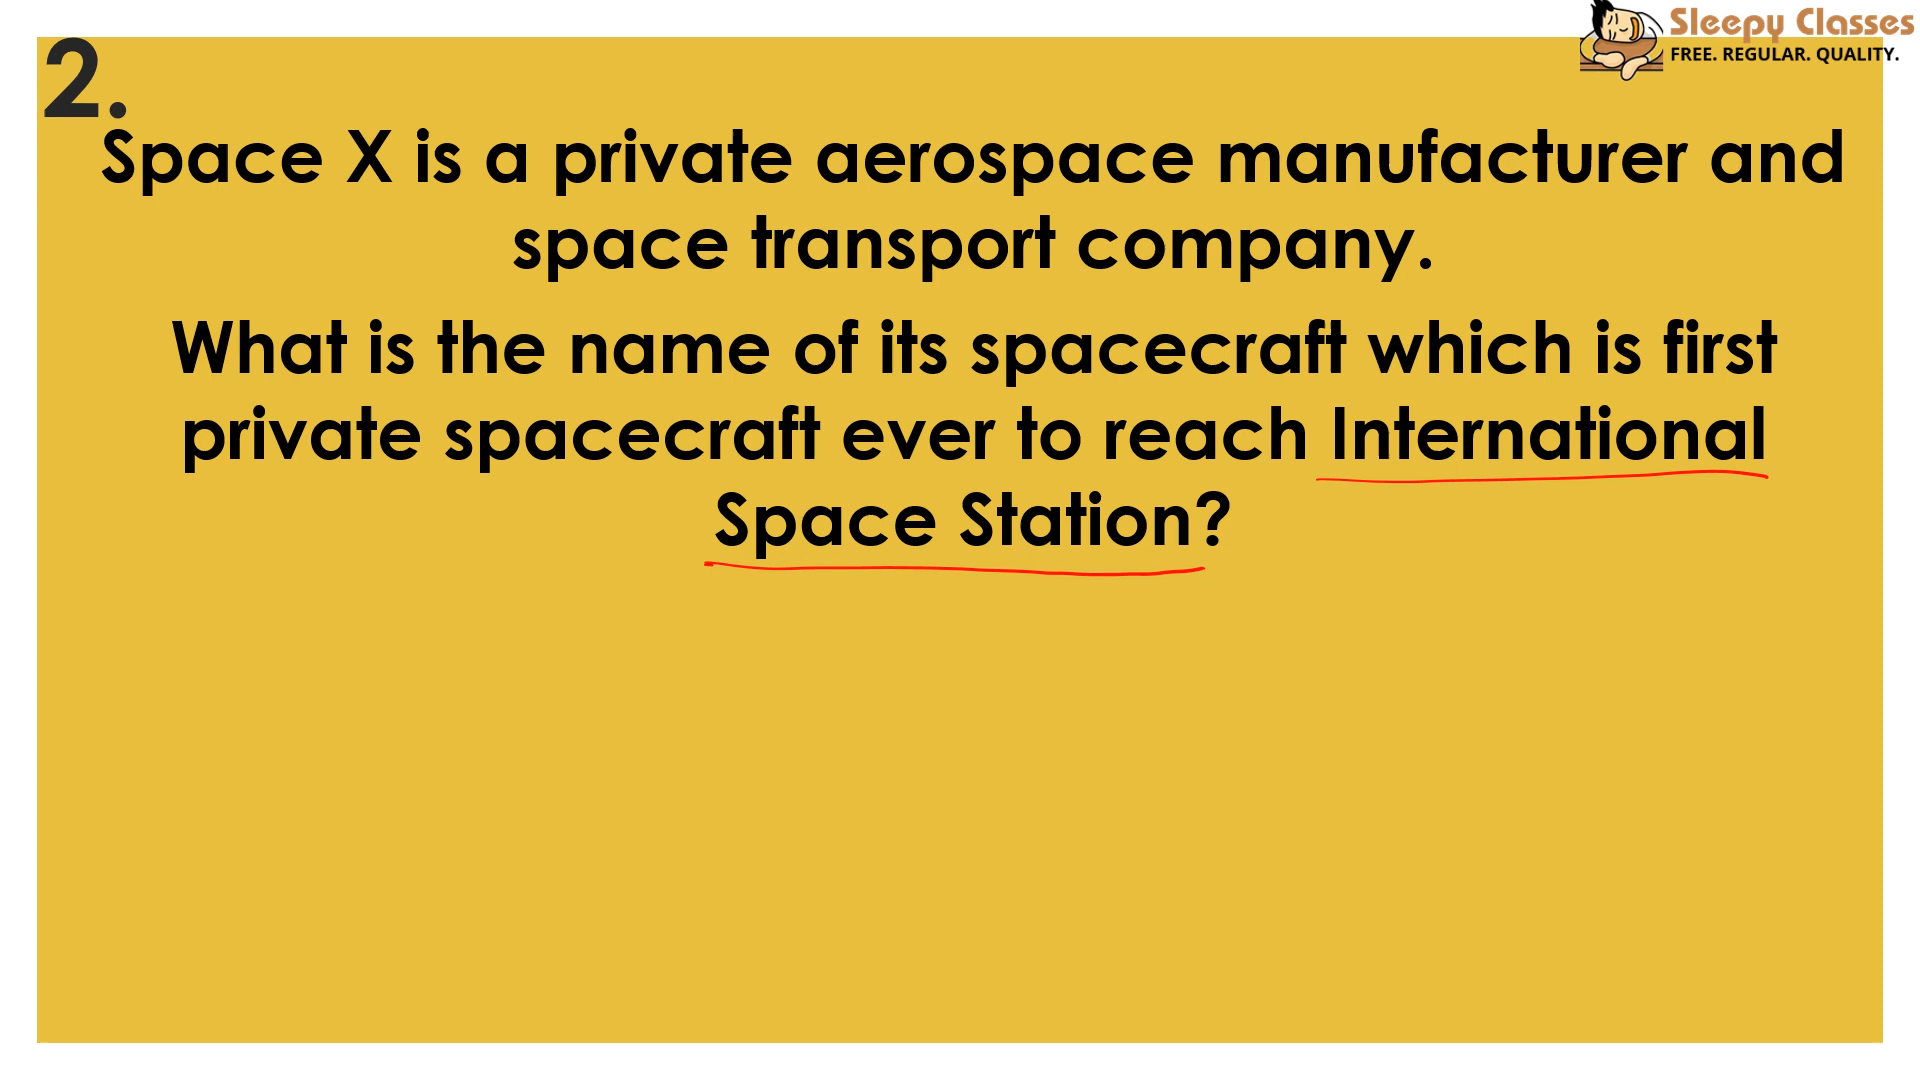 Sleepy Classes
FREE. REGULAR. QUALITY.
2.
Space X is a private aerospace manufacturer and
space transport company.
What is the name of its spacecraft which is first
private spacecraft ever to reach International
Space Station?